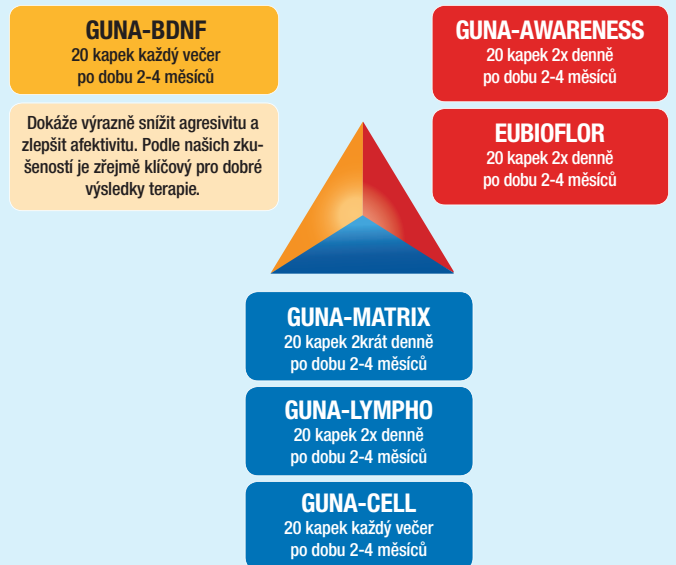 GUNA-BDNF
20 kapek každý večer
po dobu 2-4 měsíců
Dokáže výrazně snížit agresivitu a
zlepšit afektivitu. Podle našich zku-
šeností je zřejmě klíčový pro dobré
výsledky terapie.
GUNA-AWARENESS
20 kapek 2x denně
po dobu 2-4 měsíců
EUBIOFLOR
20 kapek 2x denně
po dobu 2-4 měsíců
GUNA-MATRIX
20 kapek 2krát denně
po dobu 2-4 měsíců
GUNA-LYMPHO
20 kapek 2x denně
po dobu 2-4 měsíců
GUNA-CELL
20 kapek každý večer
po dobu 2-4 měsíců